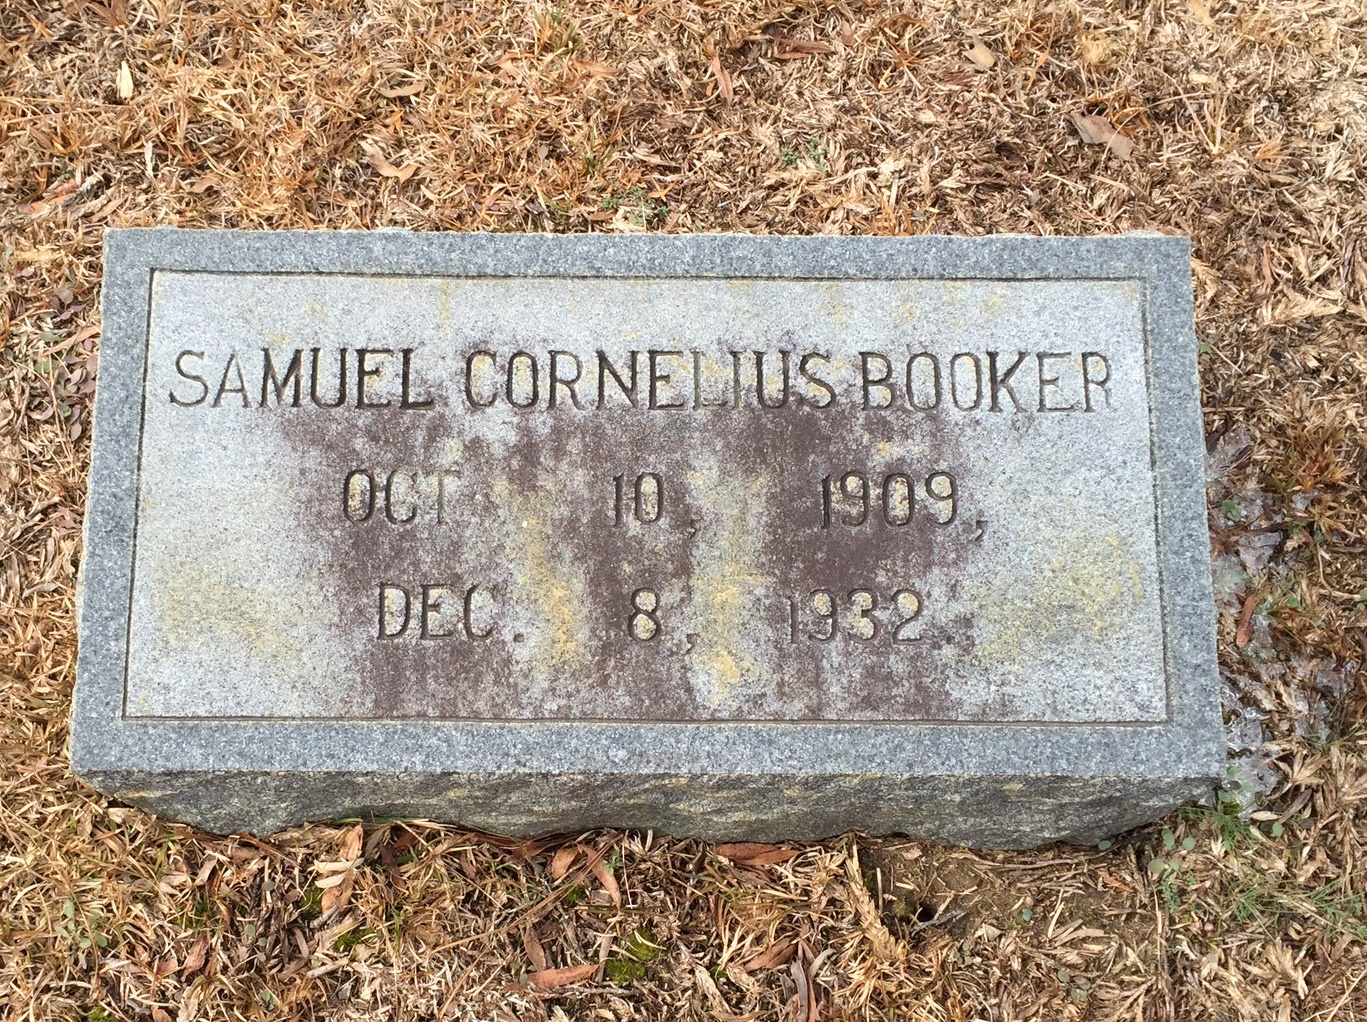 SAMUEL CORNELIUS BOOKER
OCT 10, 1909,
DEC. 8, 1932.